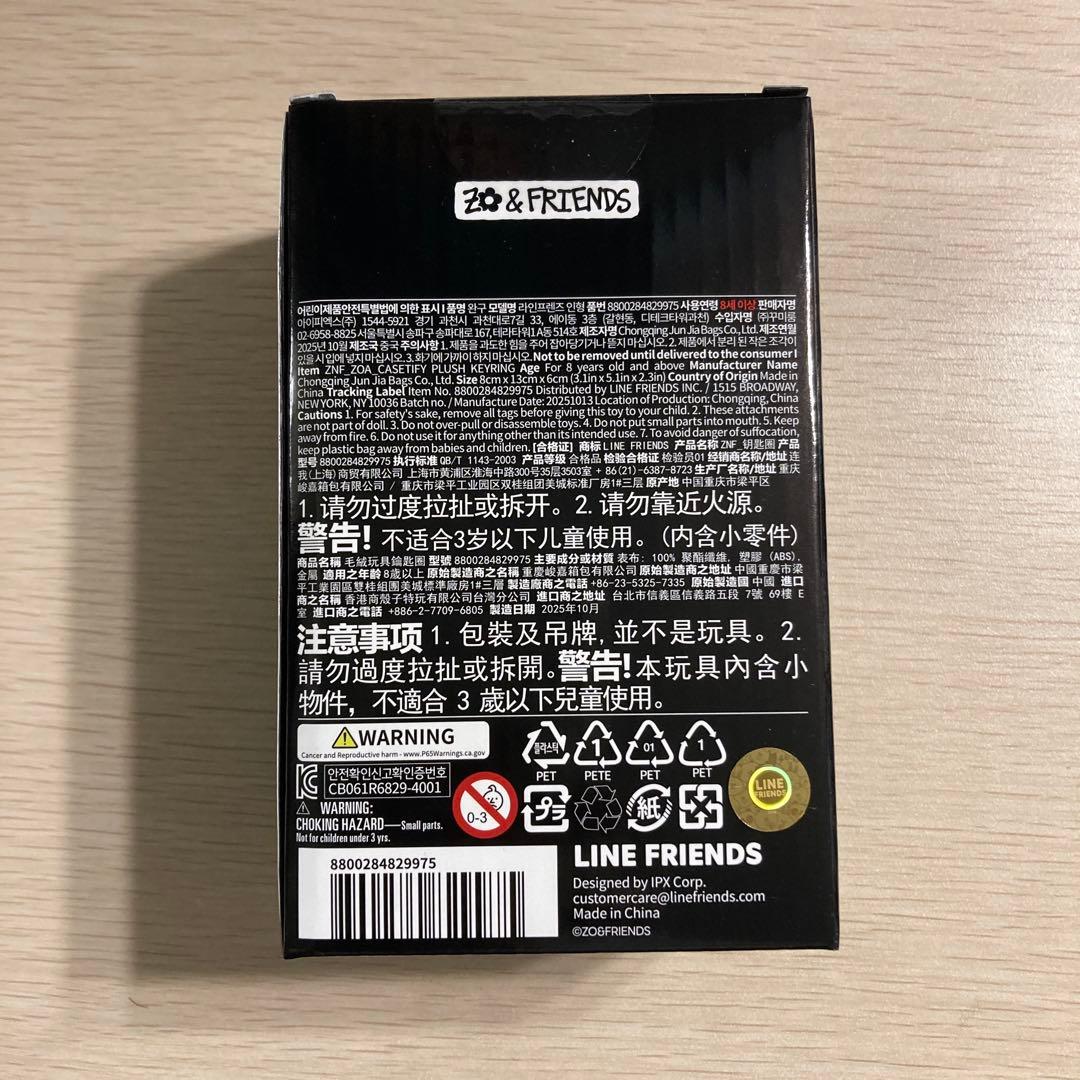 ZO & FRIENDS
어린이제품안전특별법에 의한 표시 I 품명 완구 모델명 라인프렌즈 인형 품번 8800284829975 사용연령 8세 이상 판매자명
아이피엑스(주) 1544-5921 경기 과천시 과천대로7길 33, 에이동 3층 (갈현동, 디테크타워과천) 수입자명 (주)꾸미룸
02-6958-8825 서울특별시 송파구 송파대로 167, 테라타워1 A동 514호 제조자명 Chongqing Jun Jia Bags Co., Ltd. 제조연월
2025년 10월 제조국 중국 주의사항 1. 제품을 과도한 힘을 주어 잡아당기거나 뜯지 마십시오. 2. 제품에서 분리 된 작은 조각이
있을 시 입에 넣지 마십시오. 3. 화기에 가까이 하지 마십시오. Not to be removed until delivered to the consumer I
Item ZNF_ZOA_CASETIFY PLUSH KEYRING Age For 8 years old and above Manufacturer Name
Chongqing Jun Jia Bags Co., Ltd. Size 8cm x 13cm x 6cm (3.1in x 5.1in x 2.3in) Country of Origin Made in
China Tracking Label Item No. 8800284829975 Distributed by LINE FRIENDS INC. / 1515 BROADWAY,
NEW YORK, NY 10036 Batch no. / Manufacture Date: 20251013 Location of Production: Chongqing, China
Cautions 1. For safety's sake, remove all tags before giving this toy to your child. 2. These attachments
are not part of doll. 3. Do not over-pull or disassemble toys. 4. Do not put small parts into mouth. 5. Keep
away from fire. 6. Do not use it for anything other than its intended use. 7. To avoid danger of suffocation,
keep plastic bag away from babies and children. [合格证] 商标 LINE FRIENDS 产品名称 ZNF_钥匙圈 产品
型号 8800284829975 执行标准 QB/T 1143-2003 产品等级 合格品 检验合格证 检验员01 经销商名称/地址 连
我(上海)商贸有限公司 上海市黄浦区淮海中路300号35层3503室 + 86(21)-6387-8723 生产厂名称/地址 重庆
峻嘉箱包有限公司 / 重庆市梁平工业园区双桂组团美城标准厂房1#三层 原产地 中国重庆市梁平区
1. 请勿过度拉扯或拆开。2. 请勿靠近火源。
警告! 不适合3岁以下儿童使用。(内含小零件)
商品名稱 毛絨玩具鑰匙圈 型號 8800284829975 主要成分或材質 表布: 100% 聚酯纖維, 塑膠 (ABS),
金屬 適用之年齡 8歲以上 原始製造商之名稱 重慶峻嘉箱包有限公司 原始製造商之地址 中國重慶市梁
平工業園區雙桂組團美城標準廠房1#三層 製造廠商之電話 +86-23-5325-7335 原始製造國 中國 進口
商之名稱 香港商殼子特玩有限公司台灣分公司 進口商之地址 台北市信義區信義路五段 7號 69樓 E
室 進口商之電話 +886-2-7709-6805 製造日期 2025年10月
注意事项 1. 包裝及吊牌, 並不是玩具。2.
請勿過度拉扯或拆開。警告!本玩具內含小
物件, 不適合 3 歲以下兒童使用。
WARNING
Cancer and Reproductive harm - www.P65Warnings.ca.gov
안전확인신고확인증번호
CB061R6829-4001
WARNING:
CHOKING HAZARD—Small parts.
Not for children under 3 yrs.
0-3
플라스틱 1 01 1
PET PETE PET PET
プラ 紙
LINE FRIENDS
8800284829975
LINE FRIENDS
Designed by IPX Corp.
customercare@linefriends.com
Made in China
©ZO&FRIENDS